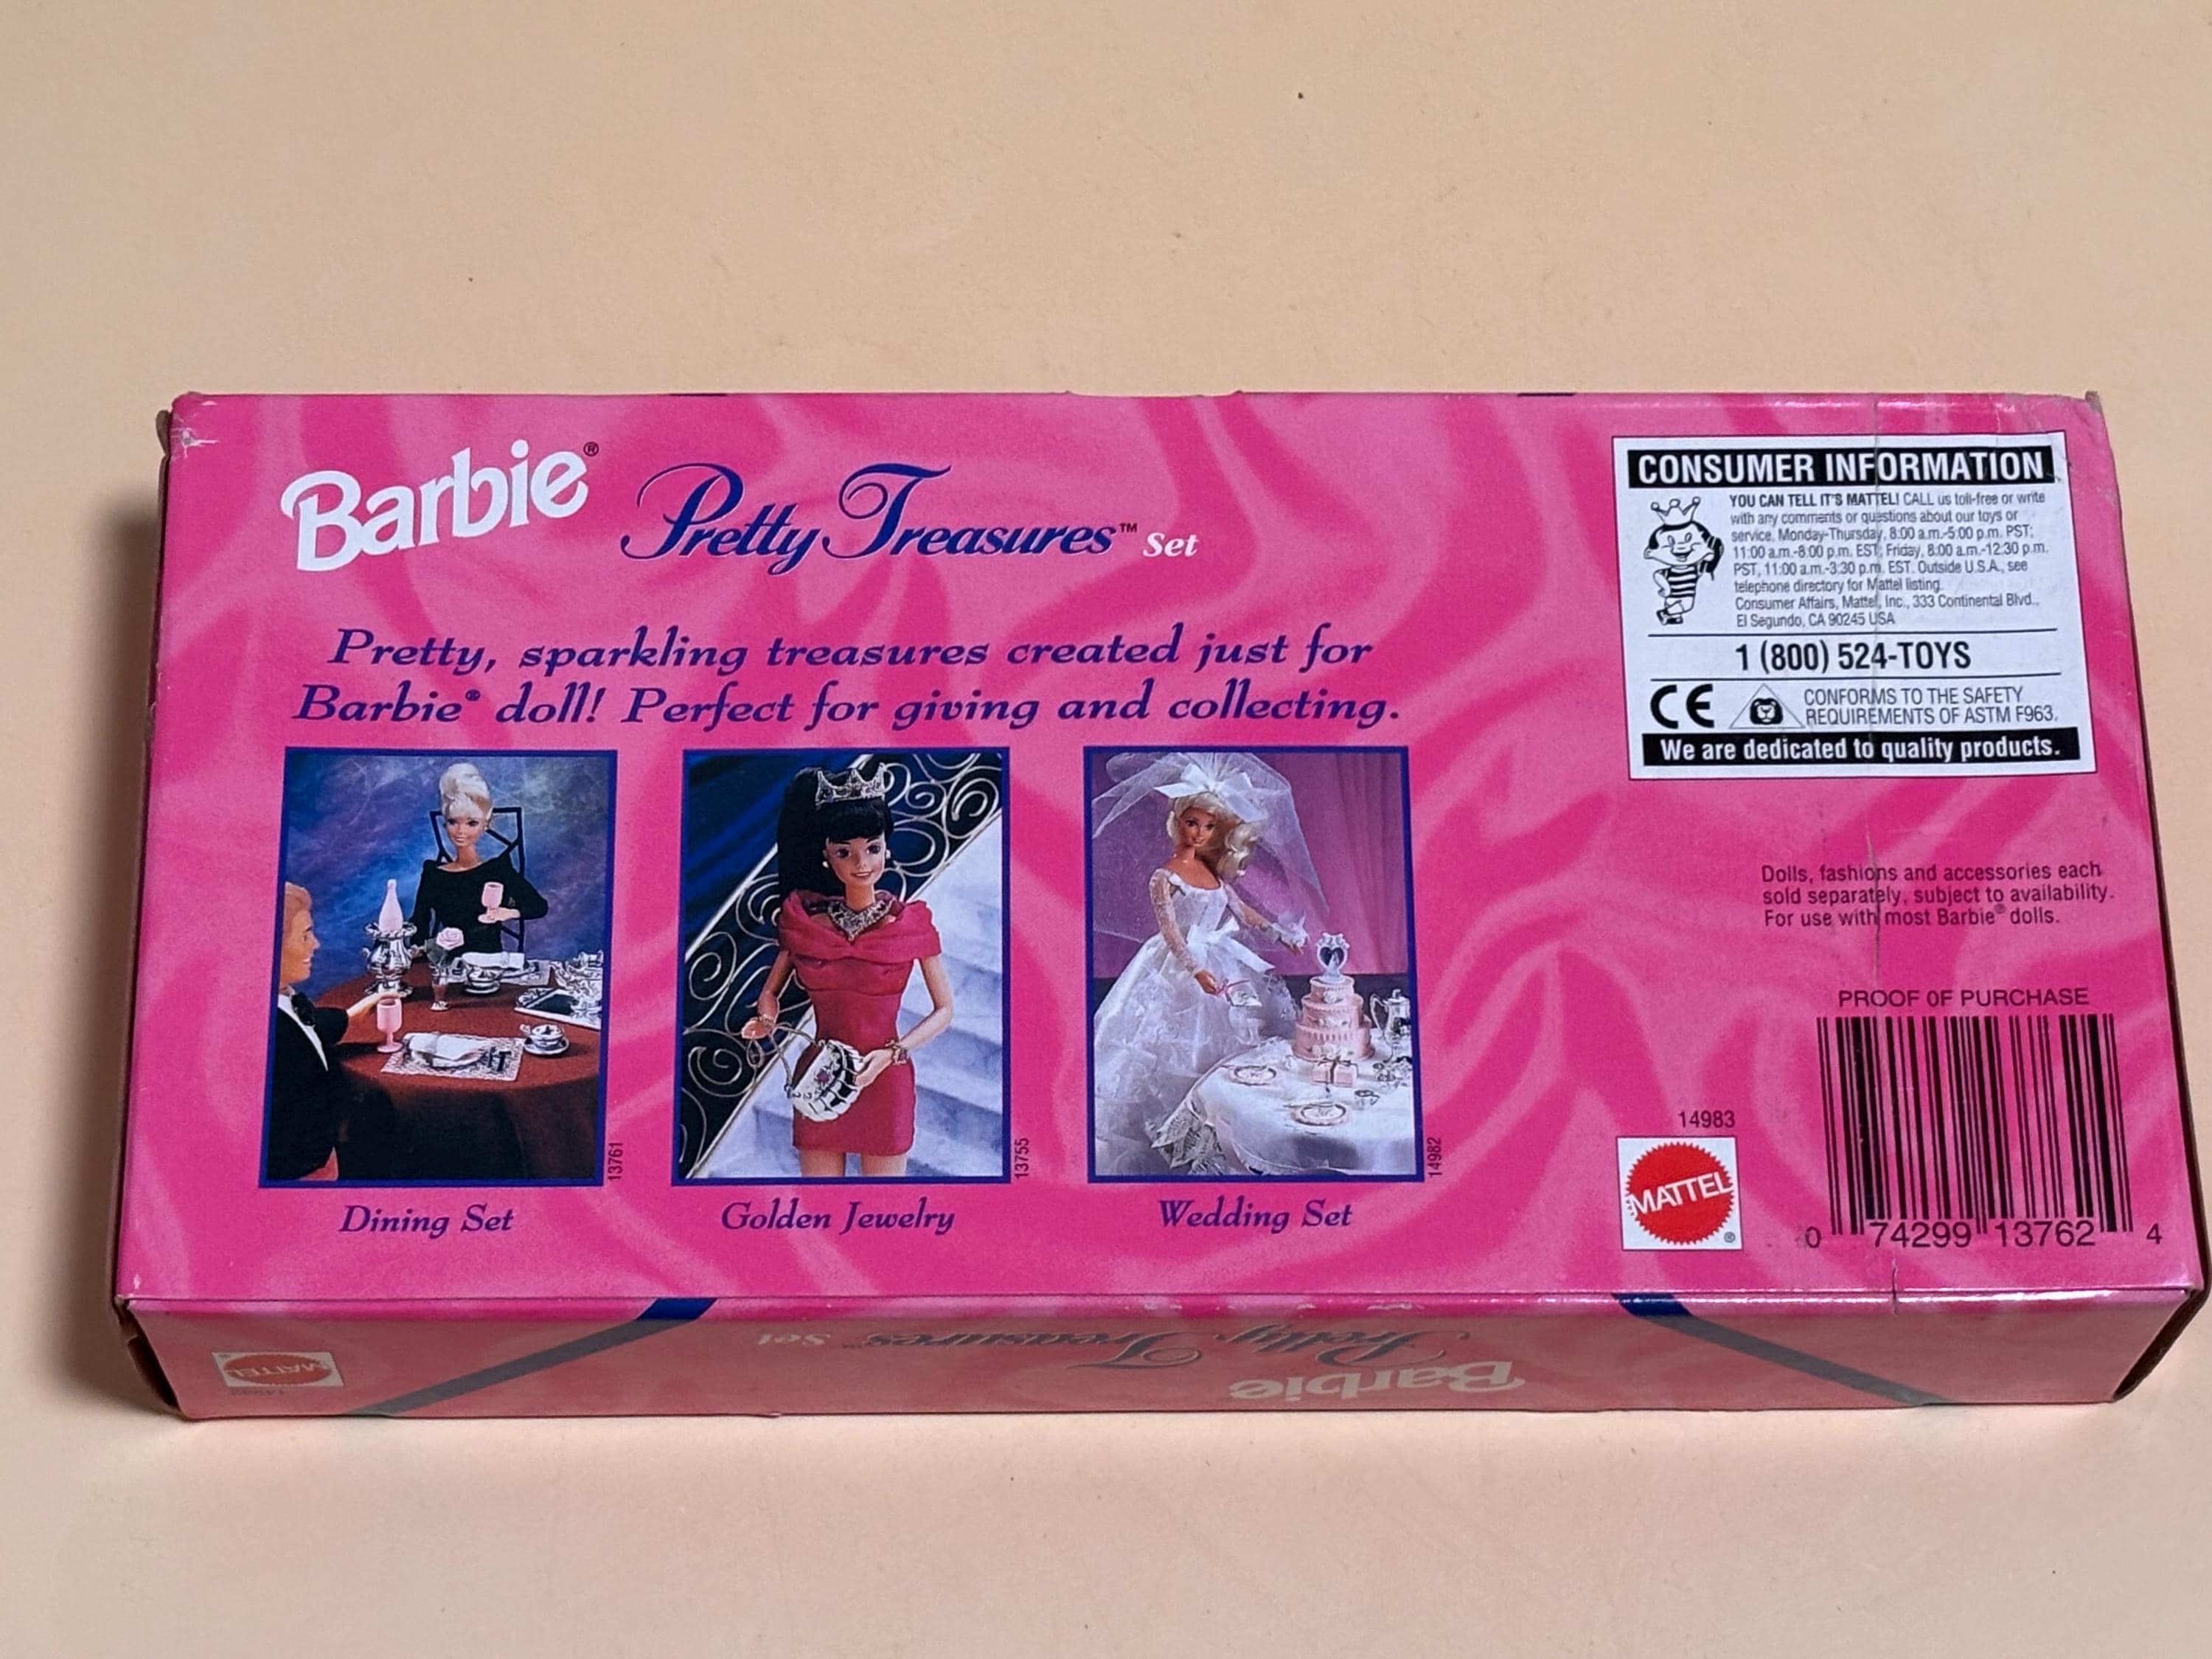 Barbie® Pretty Treasures™ Set
Pretty, sparkling treasures created just for
Barbie® doll! Perfect for giving and collecting.
13761
Dining Set
13755
Golden Jewelry
14982
Wedding Set
CONSUMER INFORMATION
YOU CAN TELL IT'S MATTEL! CALL us toll-free or write
with any comments or questions about our toys or
service, Monday-Thursday, 8:00 a.m.-5:00 p.m. PST;
11:00 a.m.-8:00 p.m. EST; Friday, 8:00 a.m.-12:30 p.m.
PST, 11:00 a.m.-3:30 p.m. EST. Outside U.S.A., see
telephone directory for Mattel listing.
Consumer Affairs, Mattel, Inc., 333 Continental Blvd.,
El Segundo, CA 90245 USA
1 (800) 524-TOYS
CE
CONFORMS TO THE SAFETY
REQUIREMENTS OF ASTM F963.
We are dedicated to quality products.
Dolls, fashions and accessories each
sold separately, subject to availability.
For use with most Barbie® dolls.
PROOF OF PURCHASE
14983
MATTEL®
0 74299 13762 4
Barbie
Pretty Treasures™ Set
MATTEL®